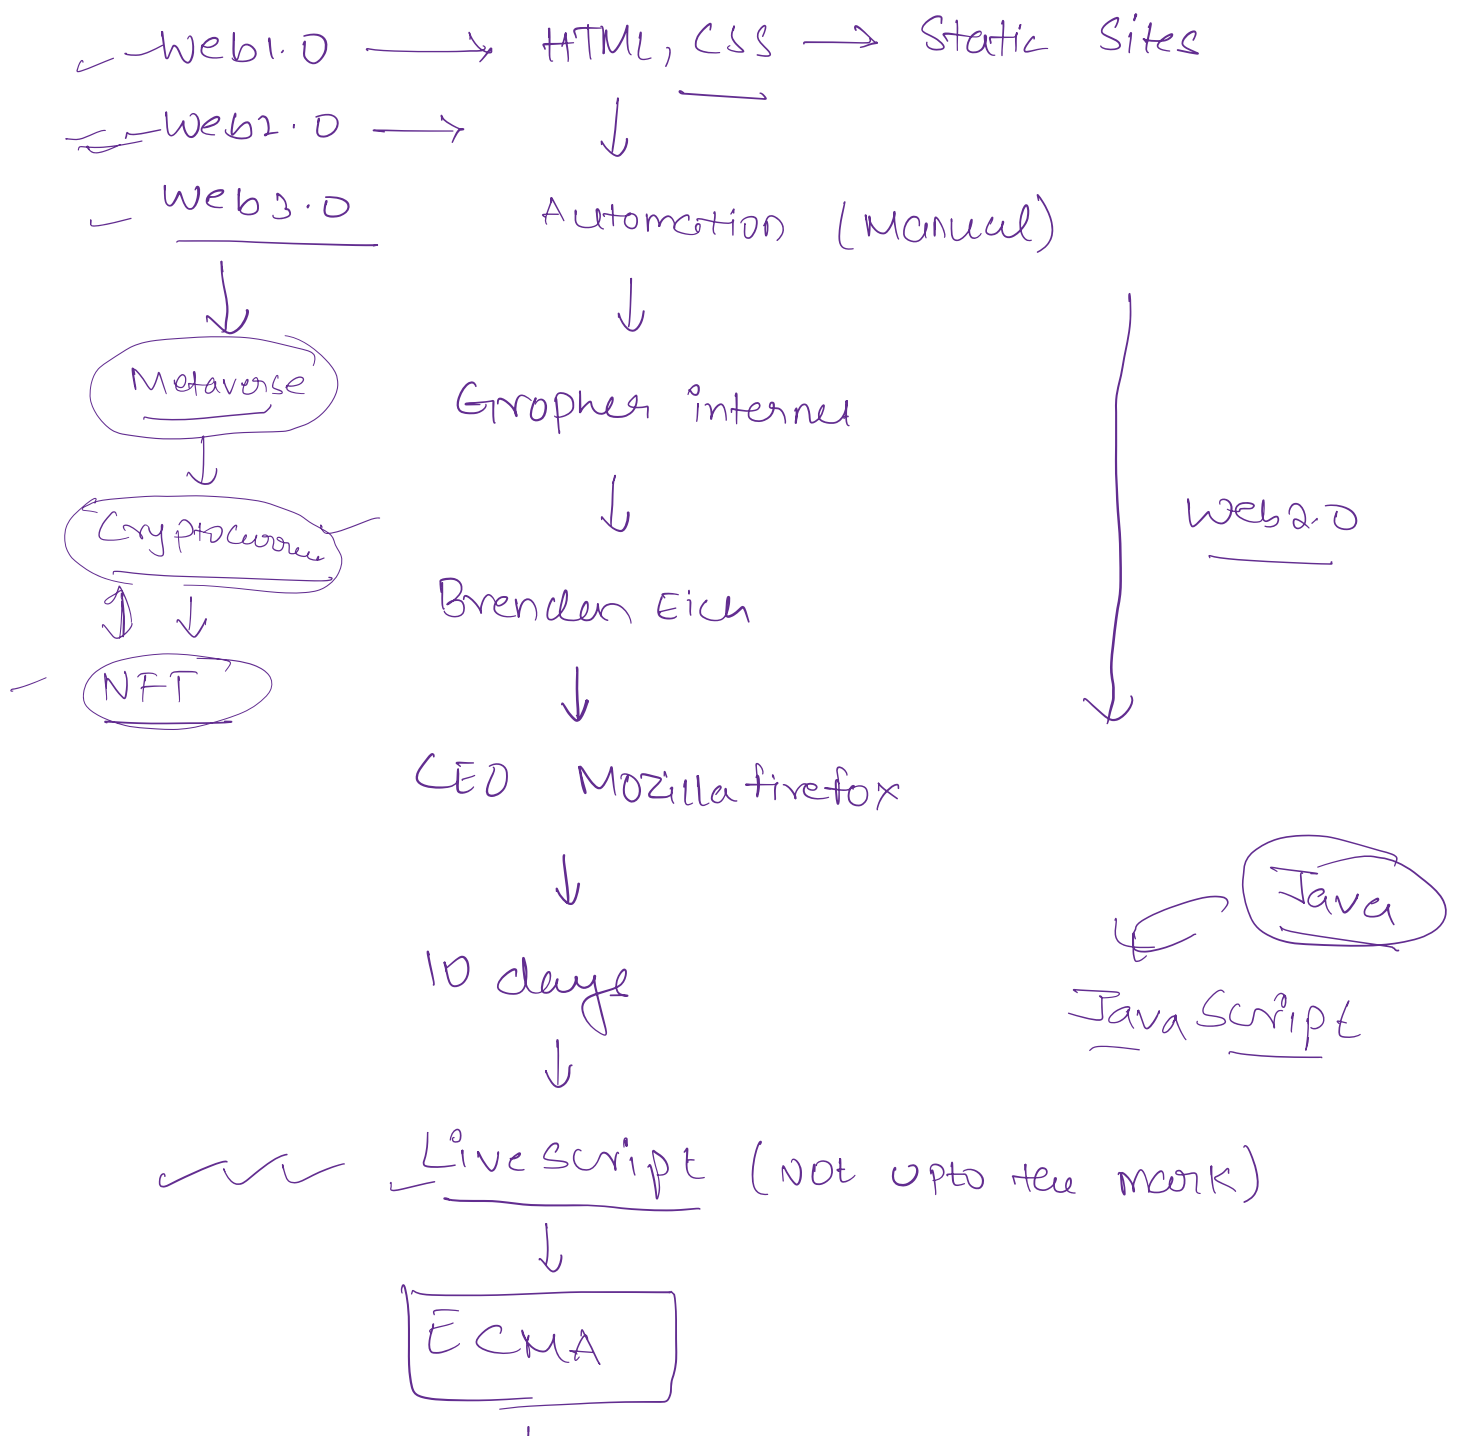 Web1.0 → HTML, CSS → Static Sites
Web2.0 →
Web3.0
Automation (Manual)
Metaverse
Gropher internet
Cryptocurren
Web2.0
Brendan Eich
NFT
CEO Mozilla firefox
Java
10 days
JavaScript
LiveScript (Not upto the mark)
ECMA